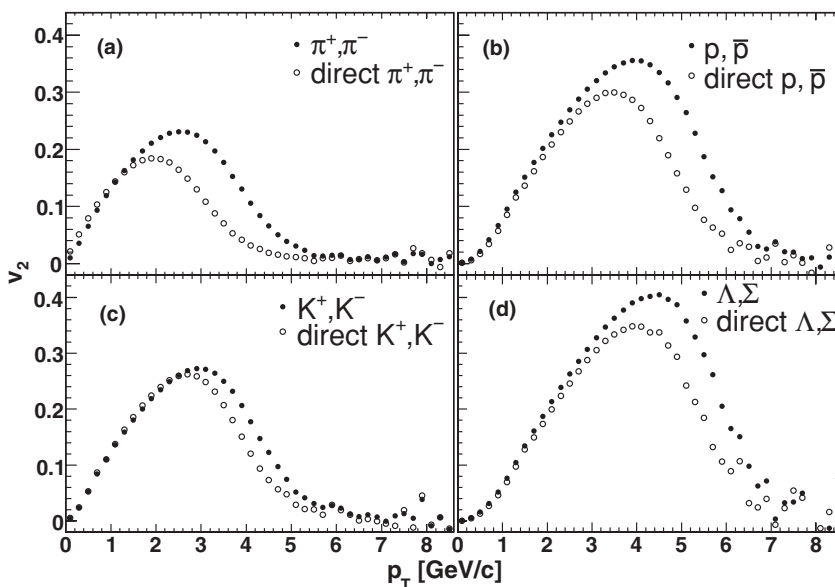 0.4
(a)
π⁺,π⁻
direct π⁺,π⁻
(b)
p, p̅
direct p, p̅
0.3
0.2
0.1
0
v₂
0.4
(c)
K⁺,K⁻
direct K⁺,K⁻
(d)
Λ,Σ
direct Λ,Σ
0.2
0.1
0
0 1 2 3 4 5 6 7 8
0 1 2 3 4 5 6 7 8
p_T [GeV/c]